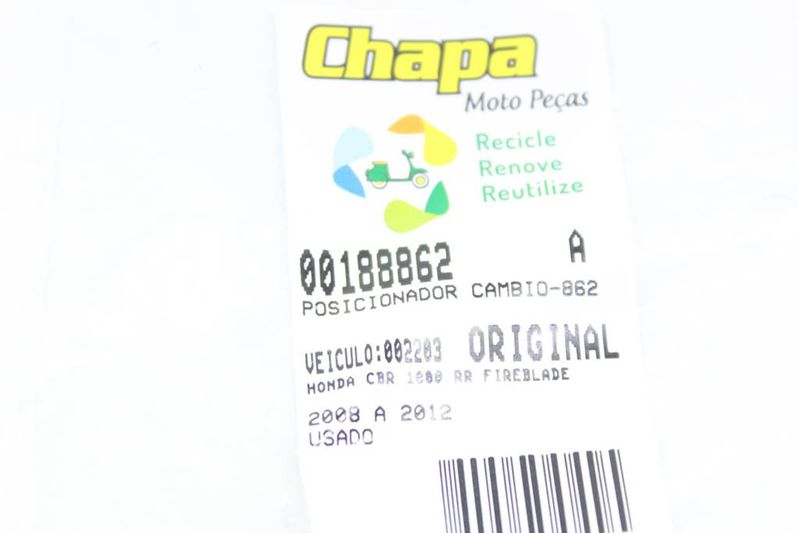 Chapa
Moto Peças
Recicle
Renove
Reutilize
00188862 A
POSICIONADOR CAMBIO-862
VEICULO:002203 ORIGINAL
HONDA CBR 1000 RR FIREBLADE
2008 A 2012
USADO